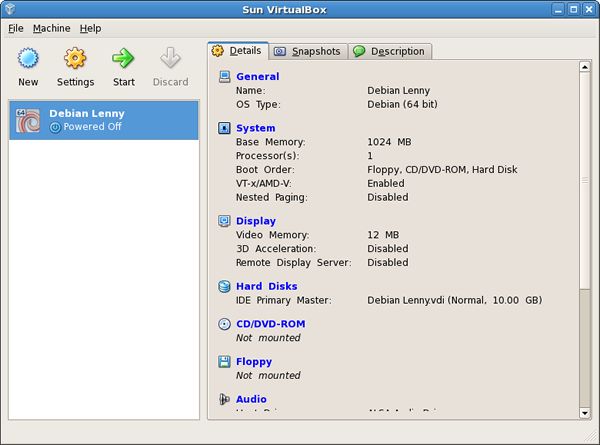 Sun VirtualBox
File Machine Help
New Settings Start Discard
64
Debian Lenny
Powered Off
Details Snapshots Description
General
Name: Debian Lenny
OS Type: Debian (64 bit)
System
Base Memory: 1024 MB
Processor(s): 1
Boot Order: Floppy, CD/DVD-ROM, Hard Disk
VT-x/AMD-V: Enabled
Nested Paging: Disabled
Display
Video Memory: 12 MB
3D Acceleration: Disabled
Remote Display Server: Disabled
Hard Disks
IDE Primary Master: Debian Lenny.vdi (Normal, 10.00 GB)
CD/DVD-ROM
Not mounted
Floppy
Not mounted
Audio